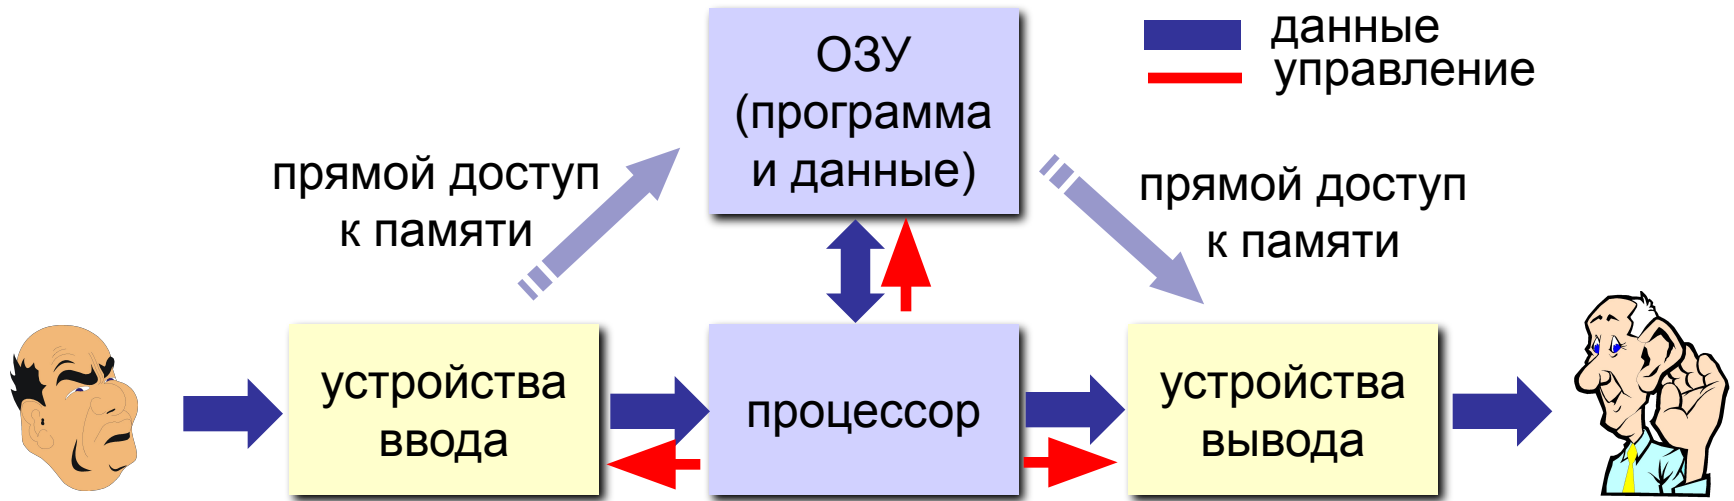 ОЗУ
(программа
и данные)
данные
управление
прямой доступ
к памяти
прямой доступ
к памяти
устройства
ввода
процессор
устройства
вывода